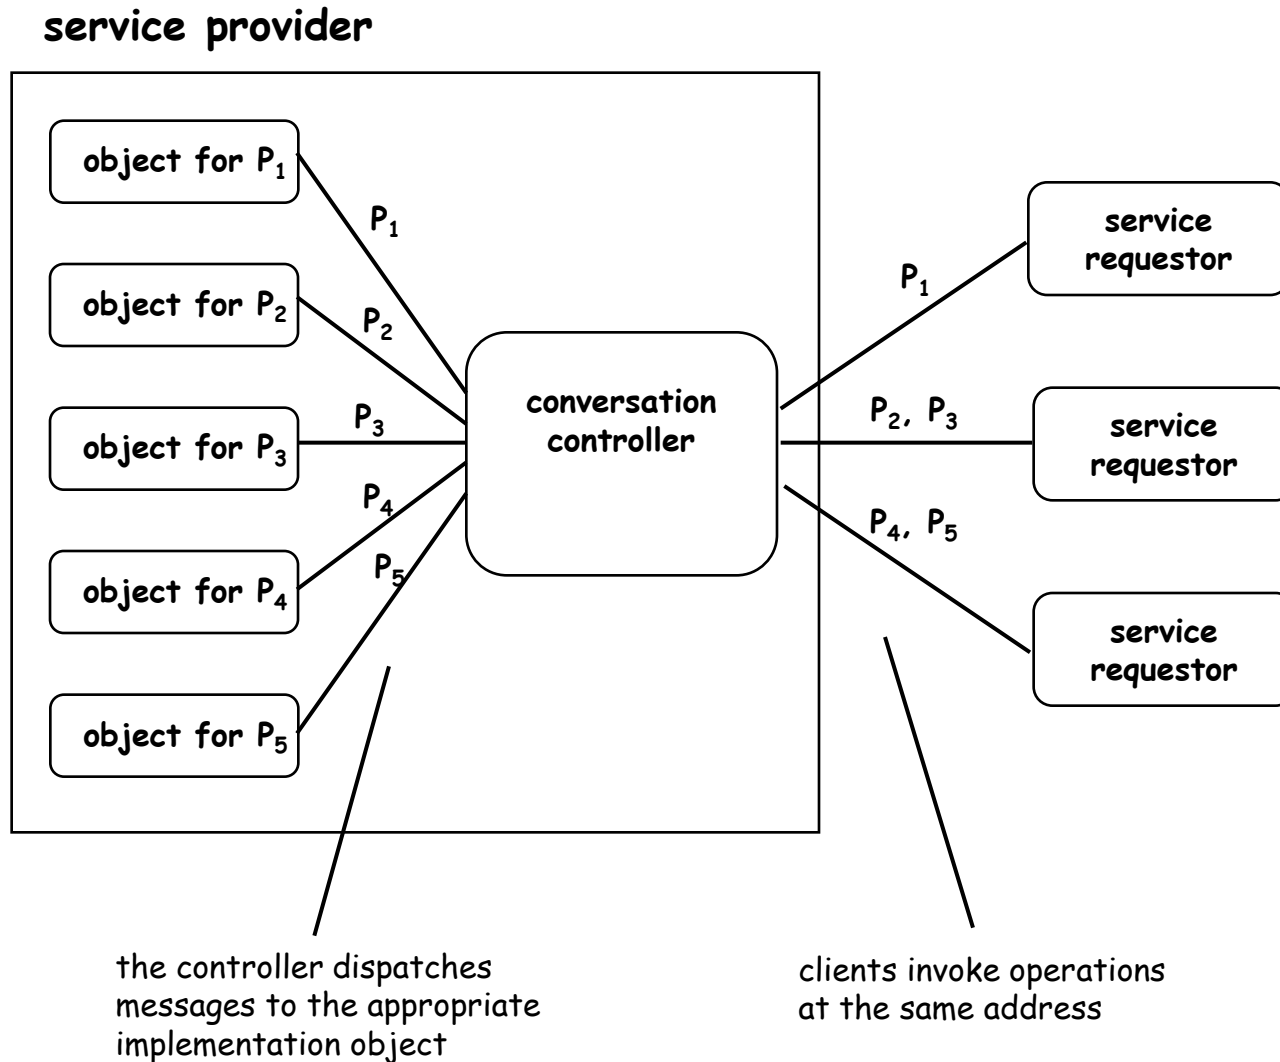 service provider
object for P₁
P₁
object for P₂
P₂
object for P₃
P₃
object for P₄
P₄
object for P₅
P₅
conversation
controller
P₁
P₂, P₃
P₄, P₅
service
requestor
service
requestor
service
requestor
the controller dispatches
messages to the appropriate
implementation object
clients invoke operations
at the same address